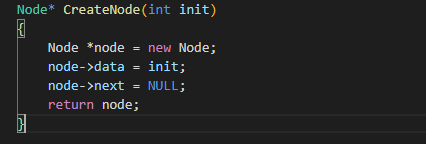 Node* CreateNode(int init)
{
    Node *node = new Node;
    node->data = init;
    node->next = NULL;
    return node;
}